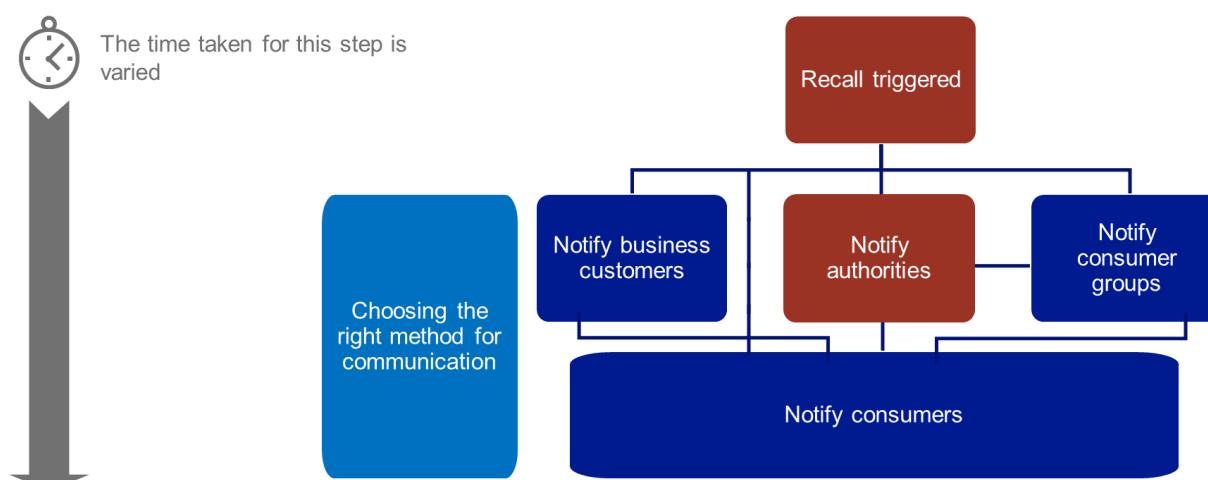 The time taken for this step is
varied
Recall triggered
Choosing the
right method for
communication
Notify business
customers
Notify
authorities
Notify
consumer
groups
Notify consumers